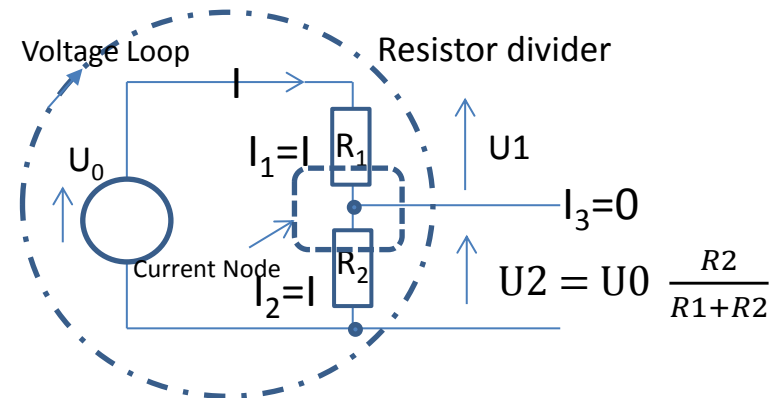 Voltage Loop
Resistor divider
I
U₀
I₁=I
R₁
U1
I₃=0
Current Node
R₂
I₂=I
U2 = U0 R2/(R1+R2)